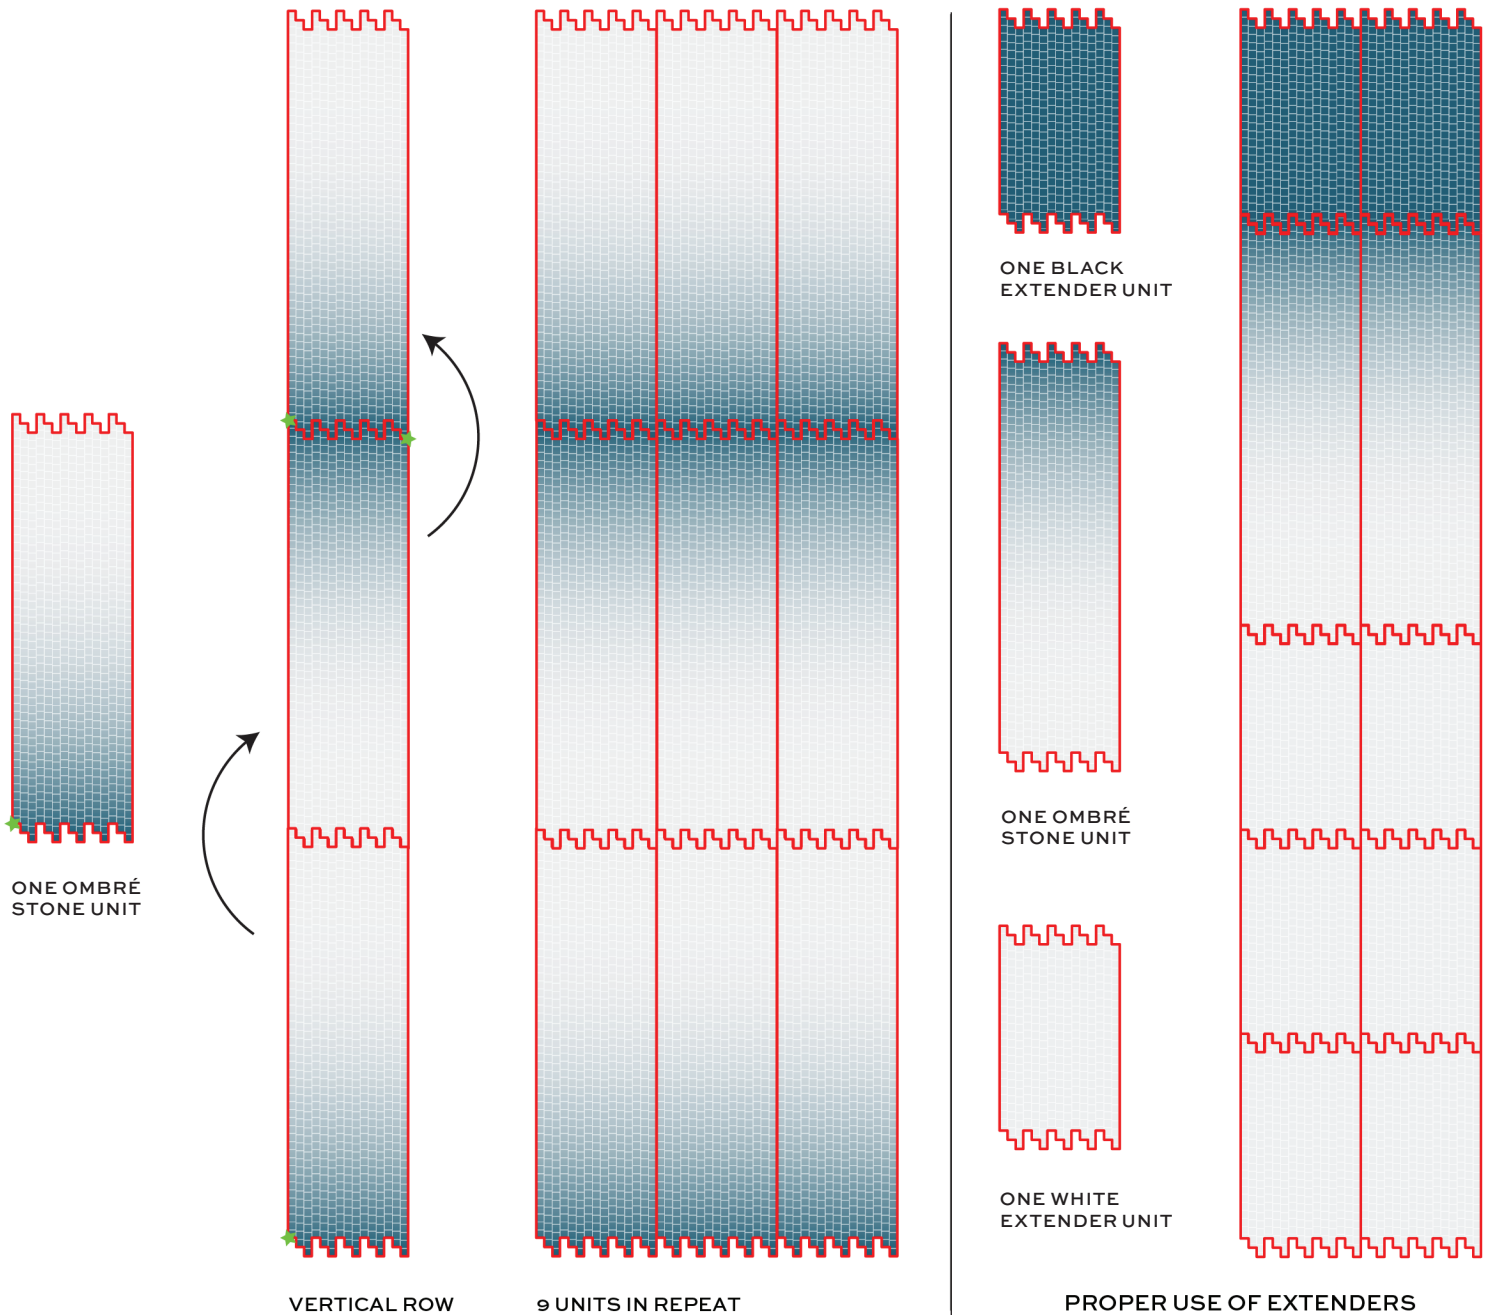 ONE OMBRÉ
STONE UNIT
VERTICAL ROW
9 UNITS IN REPEAT
ONE BLACK
EXTENDER UNIT
ONE OMBRÉ
STONE UNIT
ONE WHITE
EXTENDER UNIT
PROPER USE OF EXTENDERS